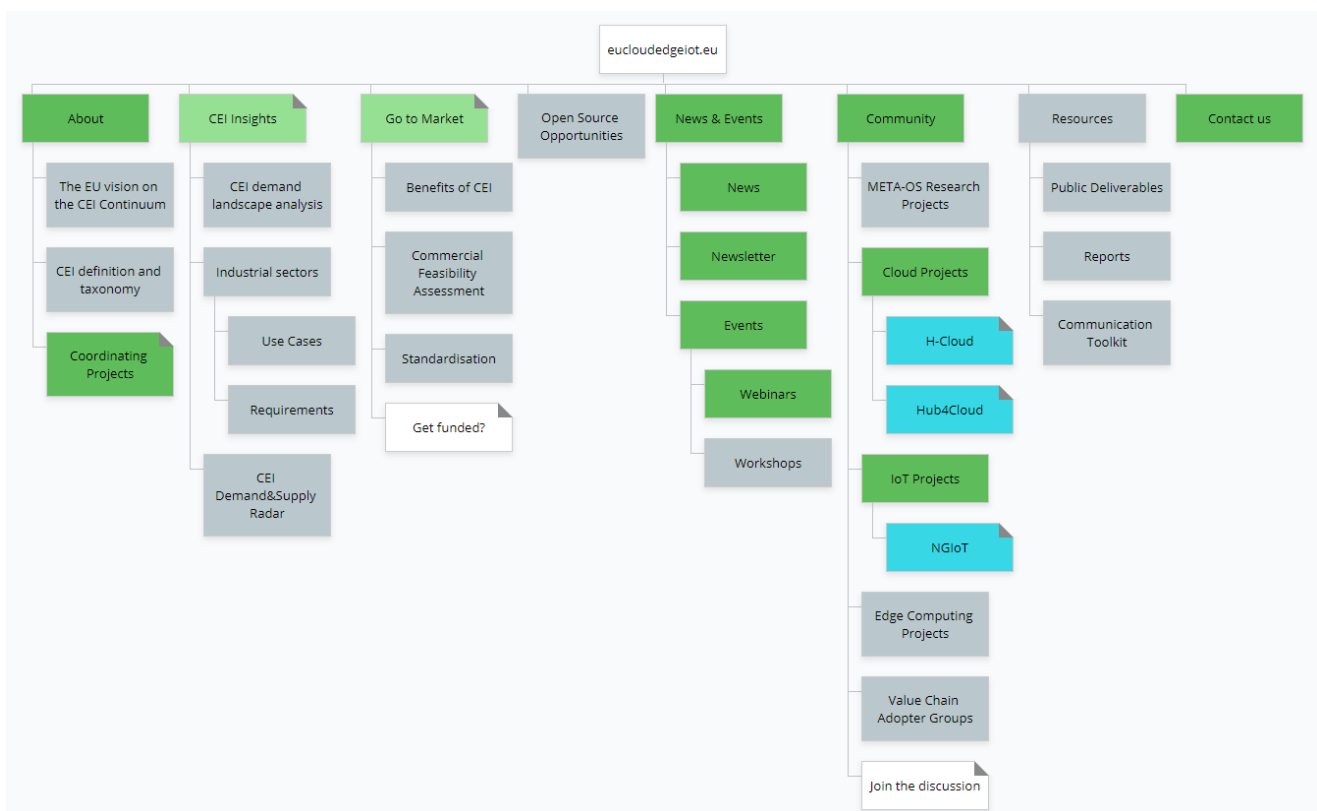 eucloudedgeiot.eu
About
CEI Insights
Go to Market
Open Source
Opportunities
News & Events
Community
Resources
Contact us
The EU vision on
the CEI Continuum
CEI definition and
taxonomy
Coordinating
Projects
CEI demand
landscape analysis
Industrial sectors
Use Cases
Requirements
CEI
Demand&Supply
Radar
Benefits of CEI
Commercial
Feasibility
Assessment
Standardisation
Get funded?
News
Newsletter
Events
Webinars
Workshops
META-OS Research
Projects
Cloud Projects
H-Cloud
Hub4Cloud
IoT Projects
NGIoT
Edge Computing
Projects
Value Chain
Adopter Groups
Join the discussion
Public Deliverables
Reports
Communication
Toolkit